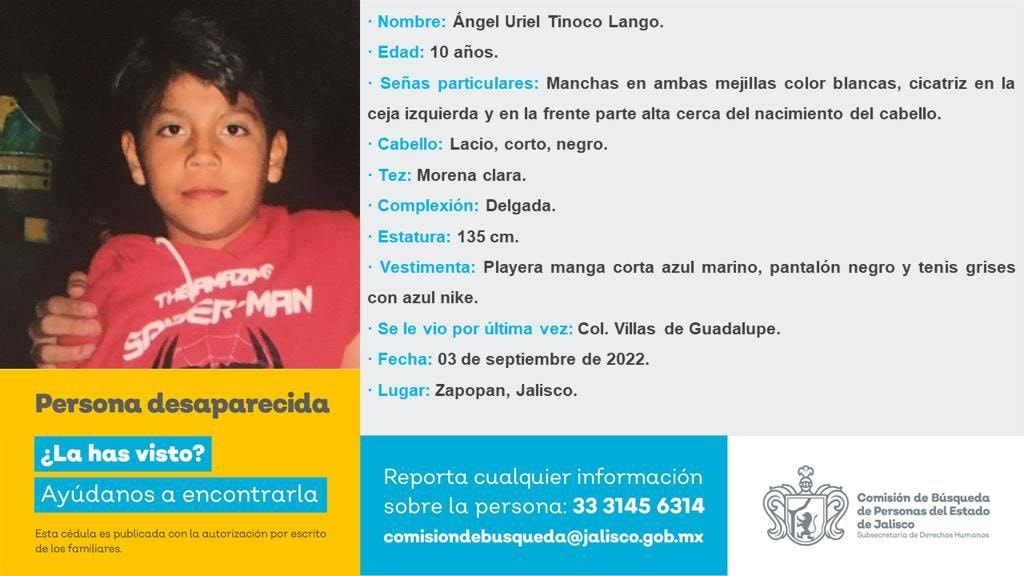 THE AMAZING
SPIDER-MAN
Persona desaparecida
¿La has visto?
Ayúdanos a encontrarla
Esta cédula es publicada con la autorización por escrito
de los familiares.
· Nombre: Ángel Uriel Tinoco Lango.
· Edad: 10 años.
· Señas particulares: Manchas en ambas mejillas color blancas, cicatriz en la
ceja izquierda y en la frente parte alta cerca del nacimiento del cabello.
· Cabello: Lacio, corto, negro.
· Tez: Morena clara.
· Complexión: Delgada.
· Estatura: 135 cm.
· Vestimenta: Playera manga corta azul marino, pantalón negro y tenis grises
con azul nike.
· Se le vio por última vez: Col. Villas de Guadalupe.
· Fecha: 03 de septiembre de 2022.
· Lugar: Zapopan, Jalisco.
Reporta cualquier información
sobre la persona: 33 3145 6314
comisiondebusqueda@jalisco.gob.mx
Comisión de Búsqueda
de Personas del Estado
de Jalisco
Subsecretaría de Derechos Humanos